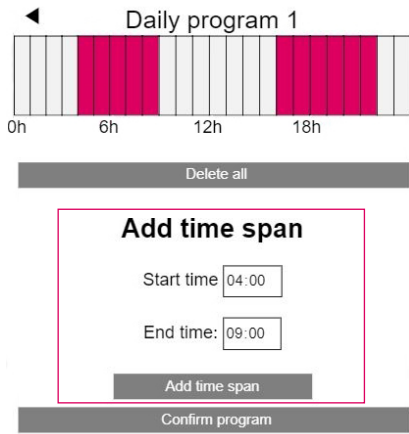 Daily program 1
0h 6h 12h 18h
Delete all
Add time span
Start time 04:00
End time: 09:00
Add time span
Confirm program